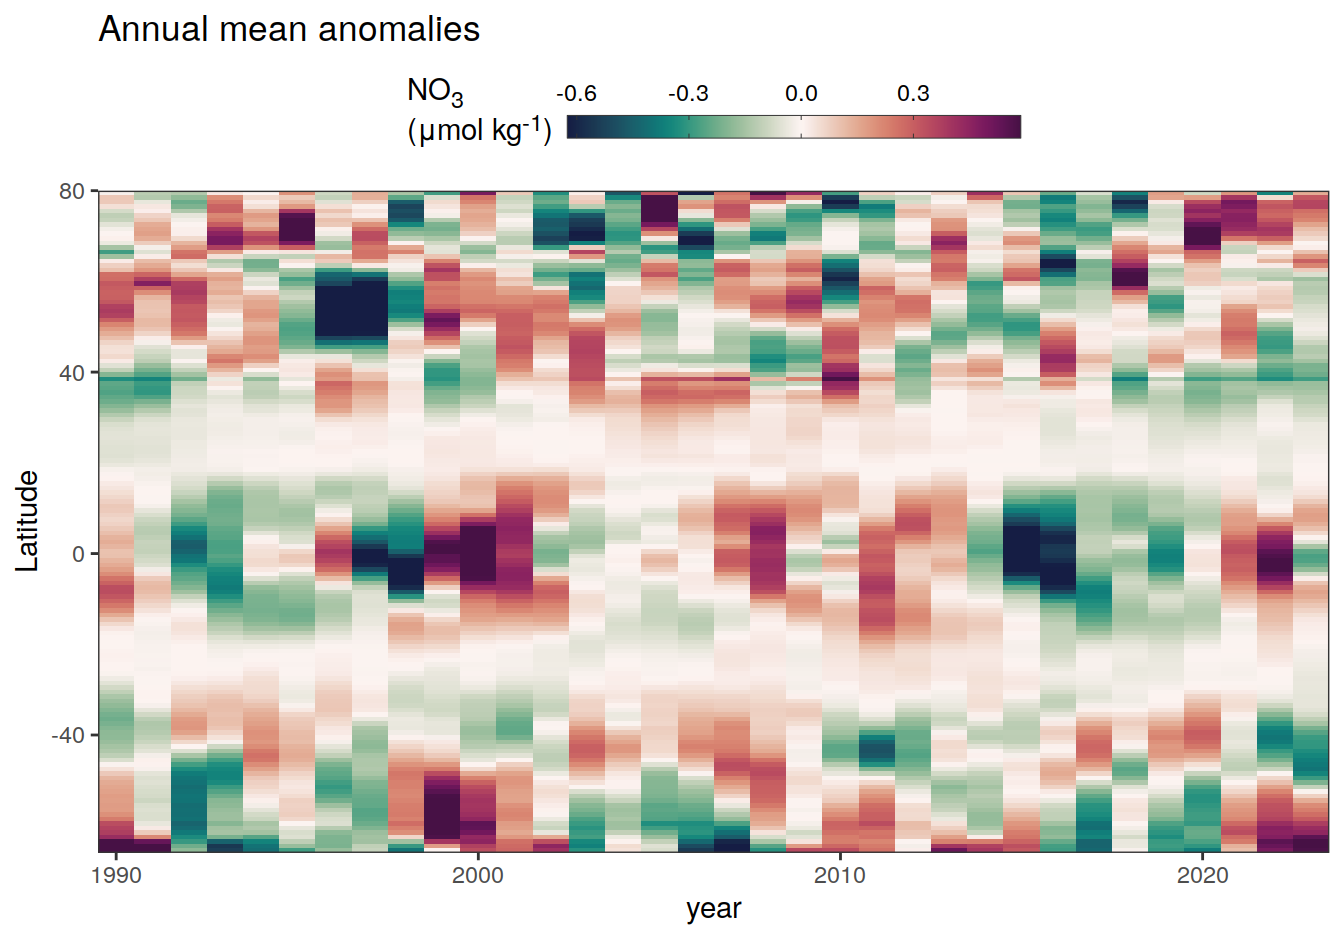 Annual mean anomalies
NO₃
(µmol kg⁻¹)
-0.6 -0.3 0.0 0.3
80
40
0
-40
Latitude
1990 2000 2010 2020
year